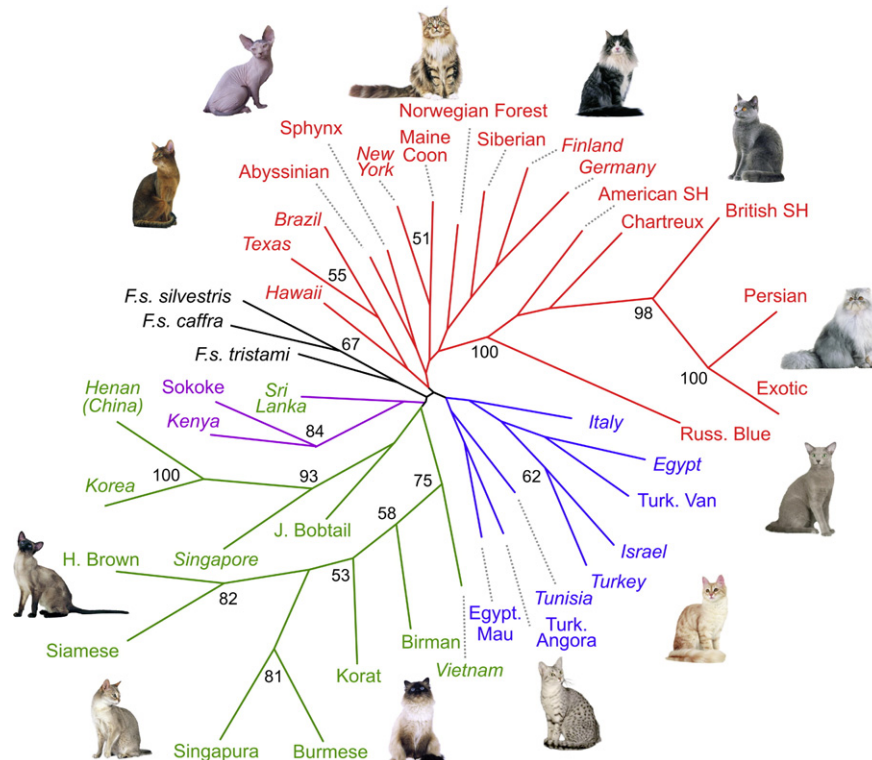 Norwegian Forest
Sphynx
Maine
Coon
Siberian
New
York
Finland
Germany
Abyssinian
American SH
British SH
Chartreux
Brazil
Texas
51
55
Hawaii
F.s. silvestris
F.s. caffra
F.s. tristami
67
Persian
98
100
100
Exotic
Henan
(China)
Sokoke
Sri
Lanka
Kenya
84
Italy
Russ. Blue
Egypt
100
93
75
62
Korea
Turk. Van
58
J. Bobtail
Singapore
Israel
H. Brown
53
Turkey
82
Tunisia
Egypt.
Mau
Turk.
Angora
Siamese
Birman
Vietnam
Korat
81
Singapura
Burmese